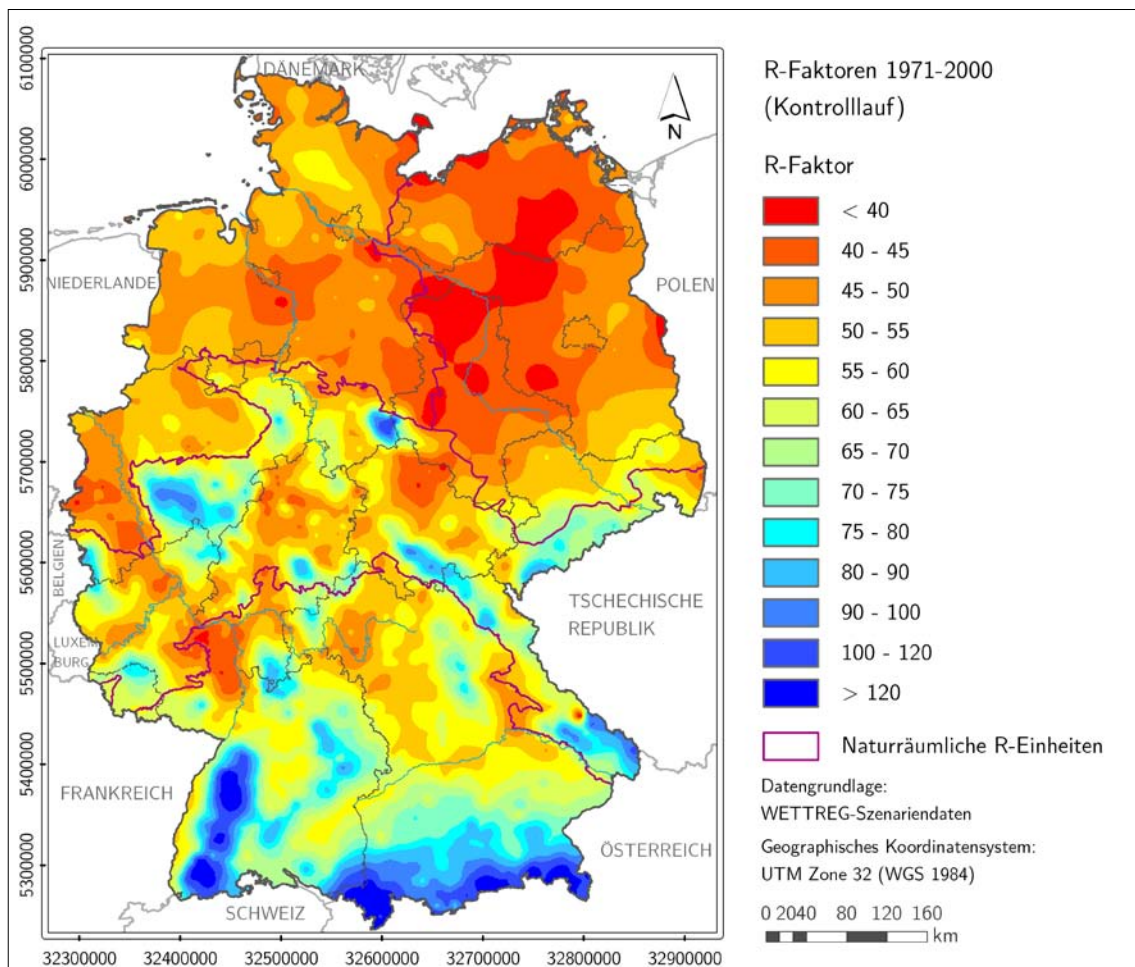 R-Faktoren 1971-2000
(Kontrolllauf)
R-Faktor
< 40
40 - 45
45 - 50
50 - 55
55 - 60
60 - 65
65 - 70
70 - 75
75 - 80
80 - 90
90 - 100
100 - 120
> 120
Naturräumliche R-Einheiten
Datengrundlage:
WETTREG-Szenariendaten
Geographisches Koordinatensystem:
UTM Zone 32 (WGS 1984)
0 20 40 80 120 160
km
N
DÄNEMARK
NIEDERLANDE
POLEN
BELGIEN
LUXEM
BURG
TSCHECHISCHE
REPUBLIK
FRANKREICH
ÖSTERREICH
SCHWEIZ
6100000
6000000
5900000
5800000
5700000
5600000
5500000
5400000
5300000
32300000 32400000 32500000 32600000 32700000 32800000 32900000